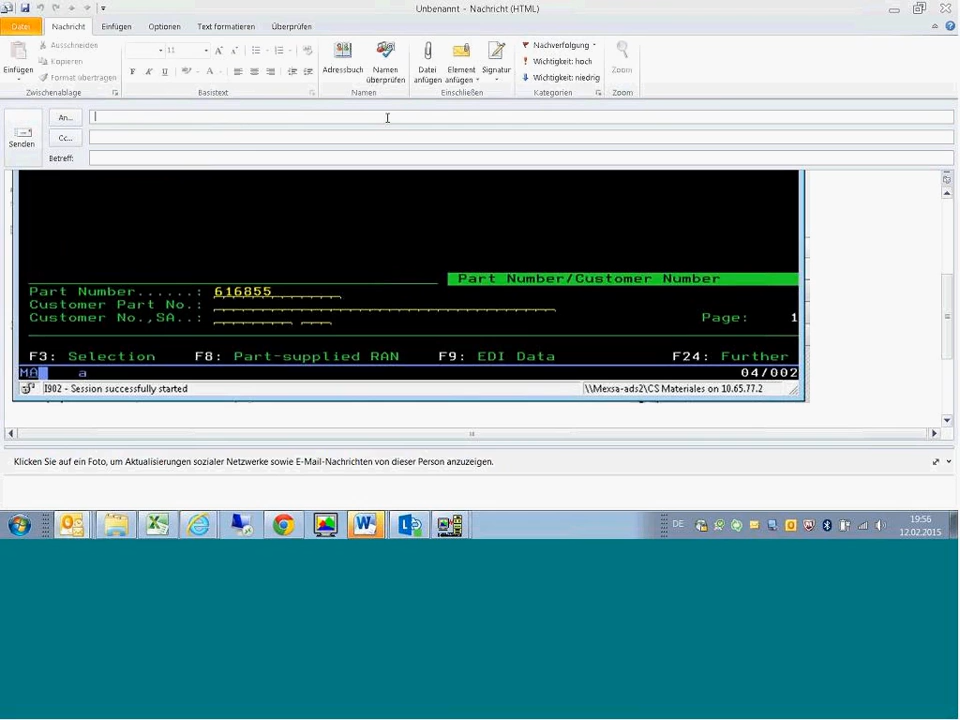 Unbenannt - Nachricht (HTML)
Datei Nachricht Einfügen Optionen Text formatieren Überprüfen
Einfügen
Ausschneiden
Kopieren
Format übertragen
Zwischenablage
11
F K U
Basistext
Adressbuch
Namen überprüfen
Namen
Datei anfügen
Element anfügen
Signatur
Einschließen
Nachverfolgung
Wichtigkeit: hoch
Wichtigkeit: niedrig
Kategorien
Zoom
Zoom
Senden
An...
Cc...
Betreff:
Part Number/Customer Number
Part Number......: 616855
Customer Part No.:
Customer No.,SA..:
Page: 1
F3: Selection F8: Part-supplied RAN F9: EDI Data F24: Further
MA a 04/002
I902 - Session successfully started \\Mexsa-ads2\CS Materiales on 10.65.77.2
Klicken Sie auf ein Foto, um Aktualisierungen sozialer Netzwerke sowie E-Mail-Nachrichten von dieser Person anzuzeigen.
DE
19:56
12.02.2015